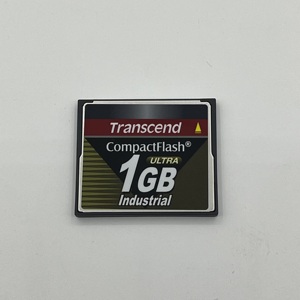 Transcend
CompactFlash®
ULTRA
1GB
Industrial